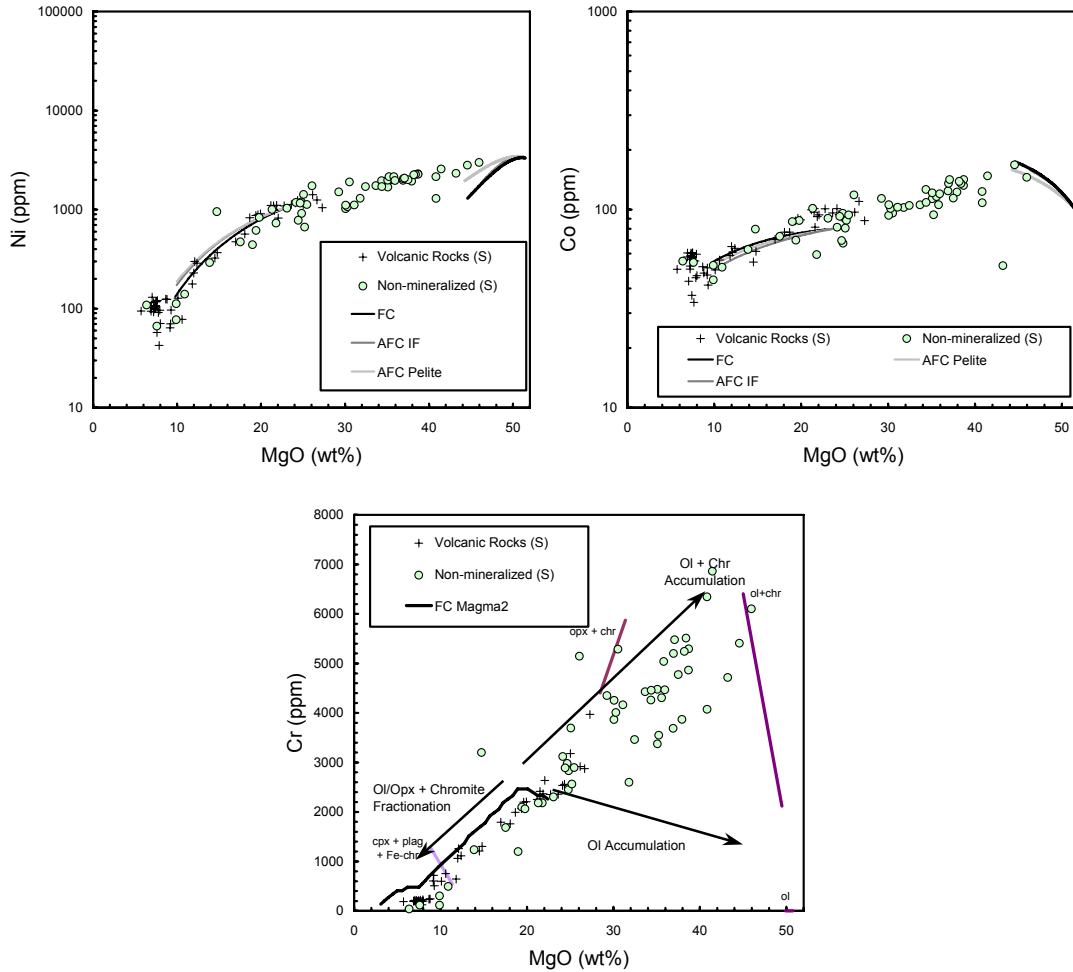 100000
10000
1000
100
10
Ni (ppm)
0 10 20 30 40 50
MgO (wt%)
Volcanic Rocks (S)
Non-mineralized (S)
FC
AFC IF
AFC Pelite
1000
100
10
Co (ppm)
0 10 20 30 40 50
MgO (wt%)
Volcanic Rocks (S) Non-mineralized (S)
FC AFC Pelite
AFC IF
8000
7000
6000
5000
4000
3000
2000
1000
0
Cr (ppm)
0 10 20 30 40 50
MgO (wt%)
Volcanic Rocks (S)
Non-mineralized (S)
FC Magma2
Ol + Chr
Accumulation
ol+chr
opx + chr
Ol/Opx + Chromite
Fractionation
cpx + plag
+ Fe-chr
Ol Accumulation
ol